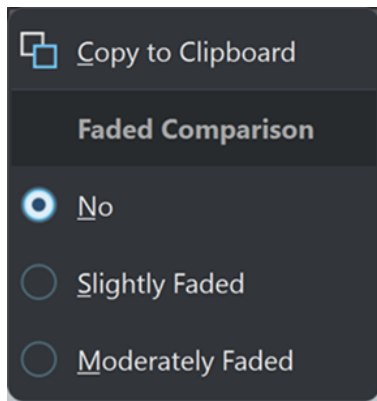 Copy to Clipboard
Faded Comparison
No
Slightly Faded
Moderately Faded